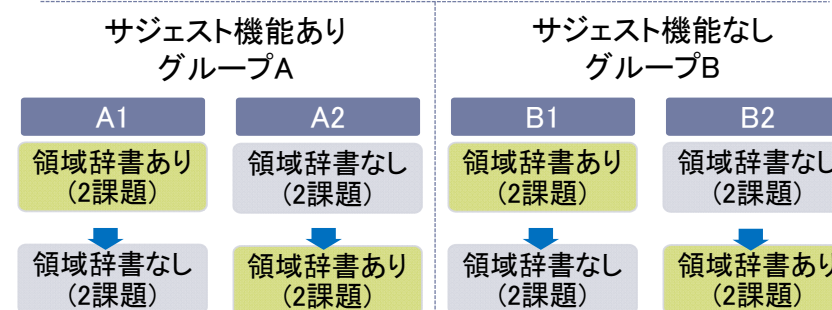 サジェスト機能あり
グループA
サジェスト機能なし
グループB
A1
A2
B1
B2
領域辞書あり
(2課題)
領域辞書なし
(2課題)
領域辞書あり
(2課題)
領域辞書なし
(2課題)
領域辞書なし
(2課題)
領域辞書あり
(2課題)
領域辞書なし
(2課題)
領域辞書あり
(2課題)